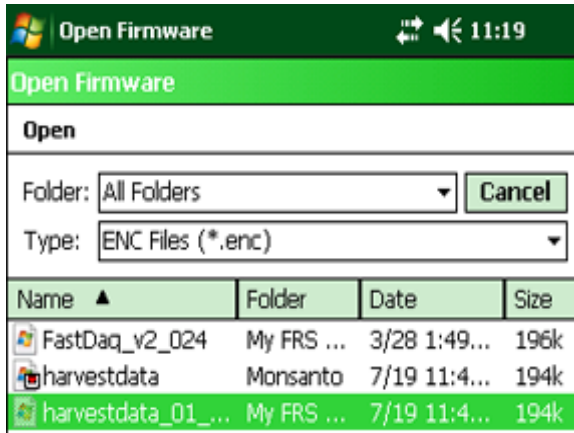 Open Firmware 11:19
Open Firmware
Open
Folder: All Folders Cancel
Type: ENC Files (*.enc)
Name Folder Date Size
FastDaq_v2_024 My FRS ... 3/28 1:49... 196k
harvestdata Monsanto 7/19 11:4... 194k
harvestdata_01_... My FRS ... 7/19 11:4... 194k